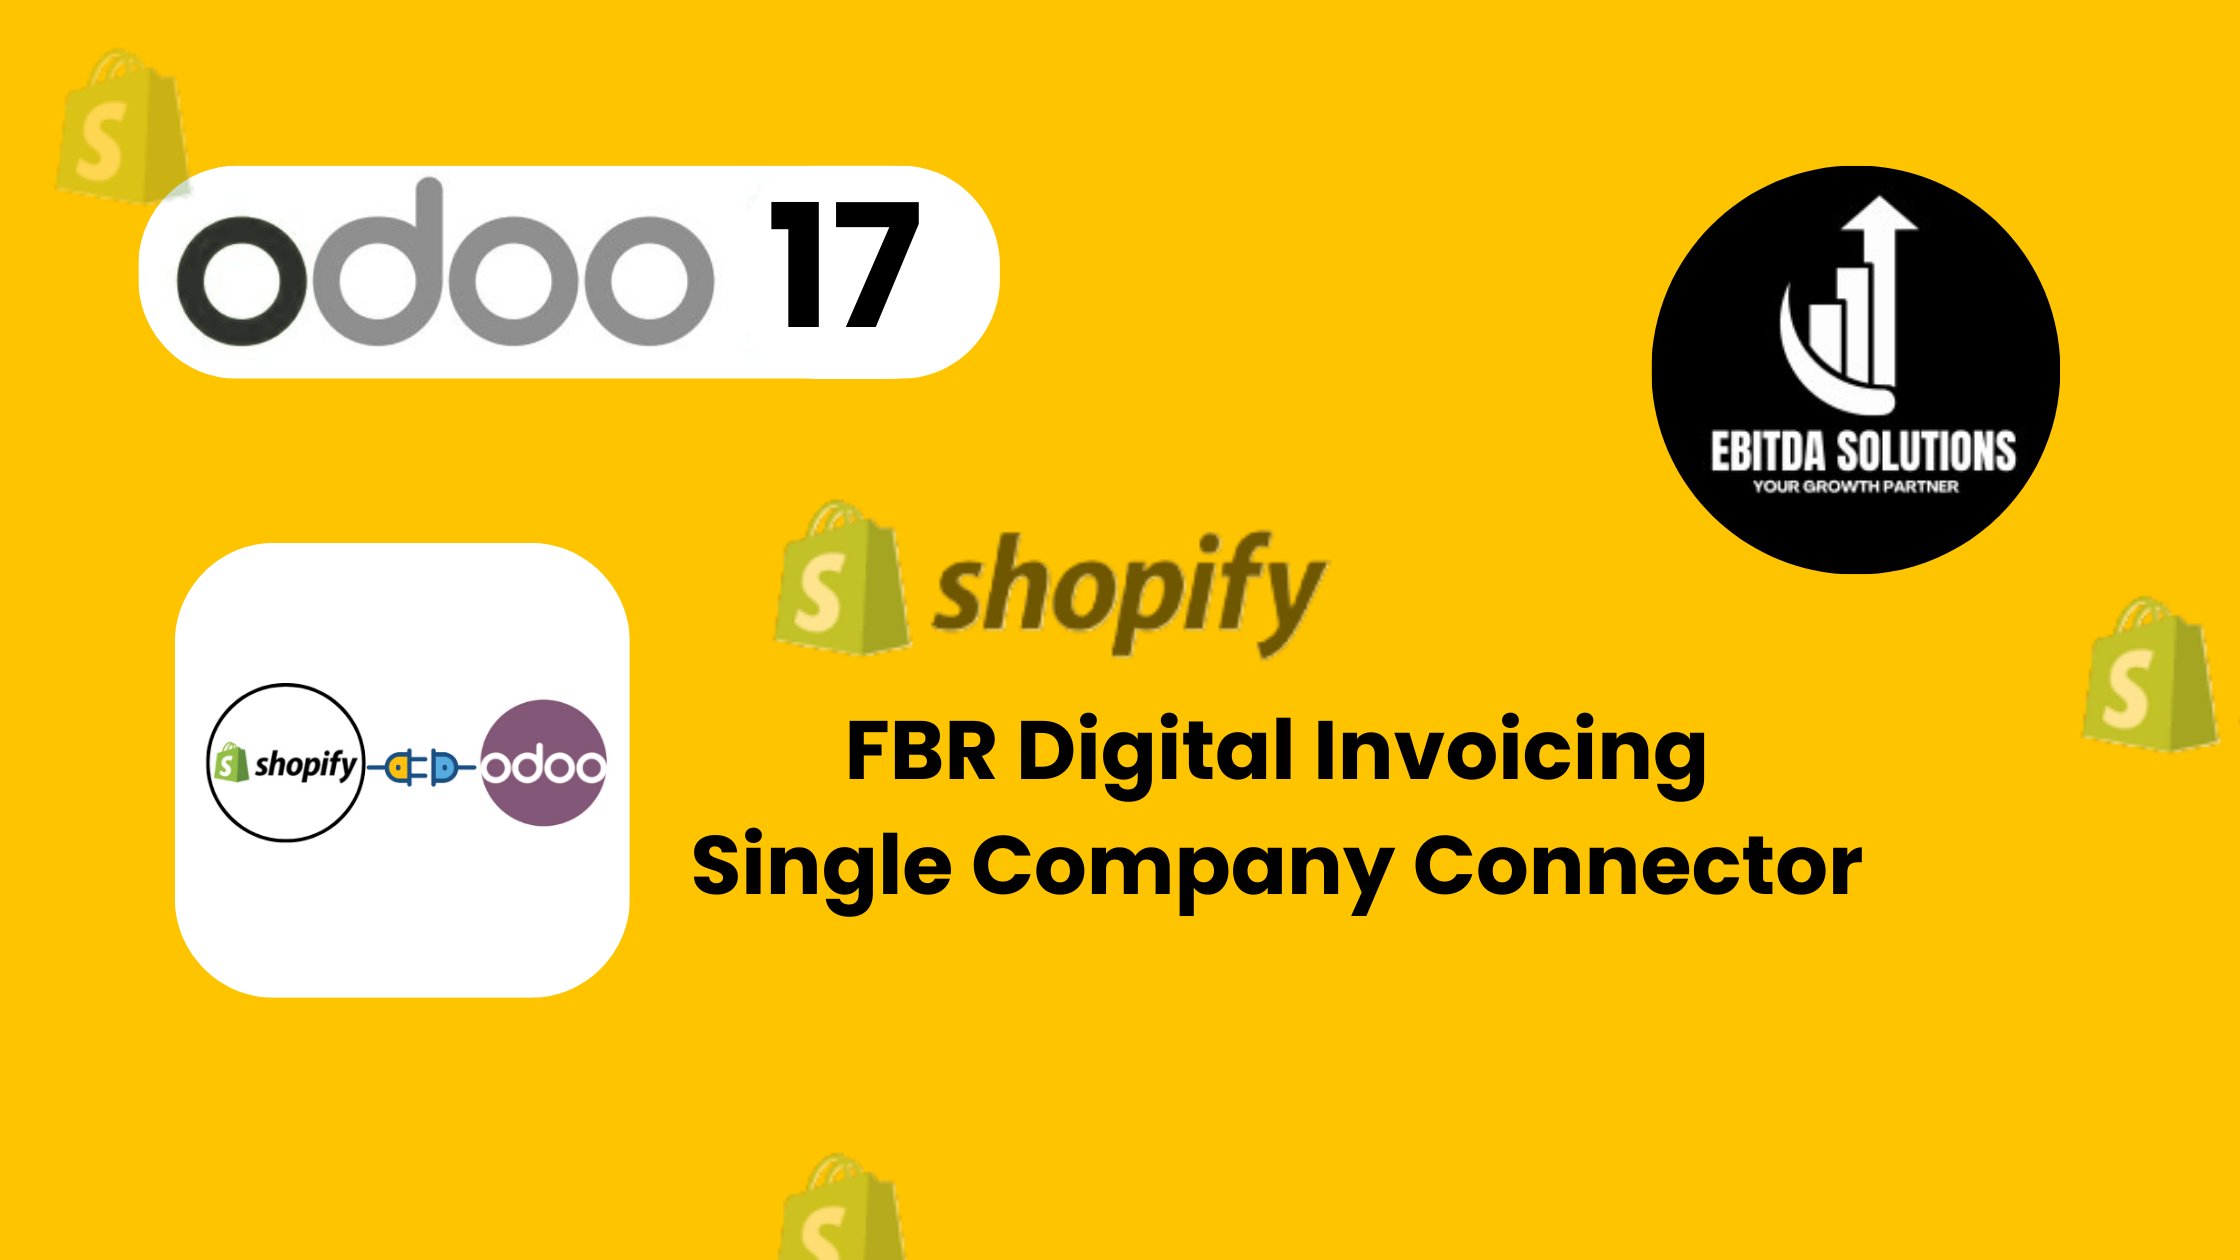 odoo 17
EBITDA SOLUTIONS
YOUR GROWTH PARTNER
shopify
shopify
odoo
FBR Digital Invoicing
Single Company Connector